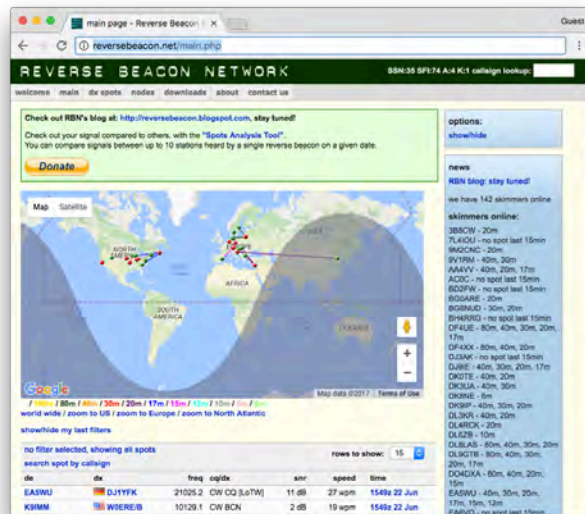 main page - Reverse Beacon
Guest
reversebeacon.net/main.php
REVERSE BEACON NETWORK
SSN:35 SFI:74 A:4 K:1 callsign lookup:
welcome main dx spots nodes downloads about contact us
Check out RBN's blog at: http://reversebeacon.blogspot.com, stay tuned!
Check out your signal compared to others, with the "Spots Analysis Tool".
You can compare signals between up to 10 stations heard by a single reverse beacon on a given date.
Donate
Map Satellite
NORTH AMERICA
EUROPE
AFRICA
SOUTH AMERICA
OCEANIA
Google
Map data ©2017 Terms of Use
/ 160m / 80m / 40m / 30m / 20m / 17m / 15m / 12m / 10m / 6m /
world wide / zoom to US / zoom to Europe / zoom to North Atlantic
show/hide my last filters
no filter selected, showing all spots
rows to show: 15
search spot by callsign
de dx freq cq/dx snr speed time
EA5WU DJ1YFK 21025.2 CW CQ [LoTW] 11 dB 27 wpm 1549z 22 Jun
K9IMM W0ERE/B 10129.1 CW BCN 2 dB 19 wpm 1549z 22 Jun
options:
show/hide
news
RBN blog: stay tuned!
we have 142 skimmers online
skimmers online:
3B8CW - 20m
7L4IOU - no spot last 15min
9M2CNC - 20m
9V1RM - 40m, 20m
AA4VV - 40m, 20m, 17m
AC0C - no spot last 15min
BD2FW - no spot last 15min
BG0ARE - 20m
BG8NUD - 30m, 20m
BH4RRG - no spot last 15min
DF4UE - 80m, 40m, 30m, 20m,
17m
DF4XX - 80m, 40m, 20m
DJ3AK - no spot last 15min
DJ9IE - 40m, 30m, 20m, 17m
DK0TE - 40m, 20m
DK3UA - 40m, 30m
DK8NE - 6m
DK9IP - 40m, 30m, 20m
DL3KR - 40m, 20m
DL4RCK - 20m
DL6ZB - 10m
DL8LAS - 80m, 40m, 30m, 20m
DL9GTB - 80m, 40m, 30m,
20m, 17m
DO4DXA - 80m, 40m, 20m,
15m
EA5WU - 40m, 30m, 20m,
17m, 15m, 12m
- no spot last 15min